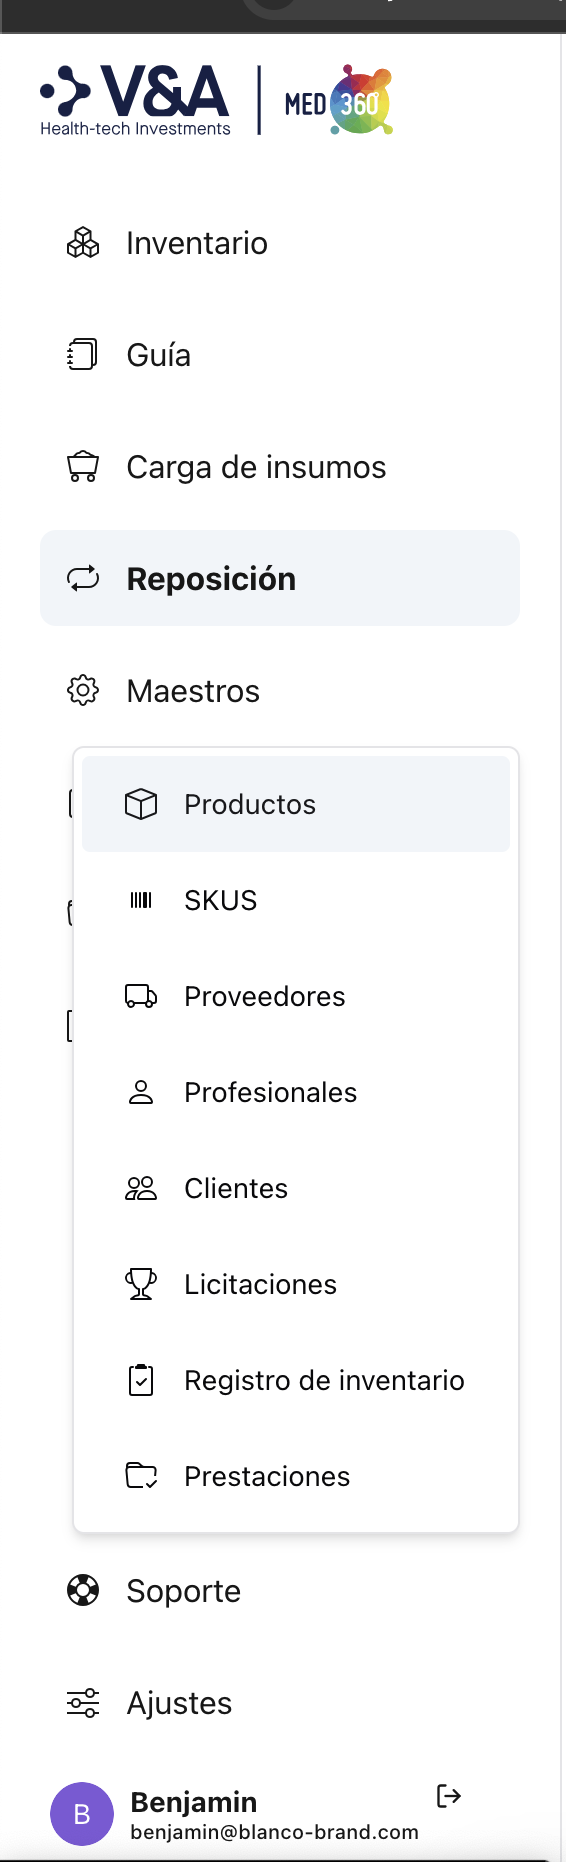 V&A
Health-tech Investments
MED 360°
Inventario
Guía
Carga de insumos
Reposición
Maestros
Productos
SKUS
Proveedores
Profesionales
Clientes
Licitaciones
Registro de inventario
Prestaciones
Soporte
Ajustes
B
Benjamin
benjamin@blanco-brand.com